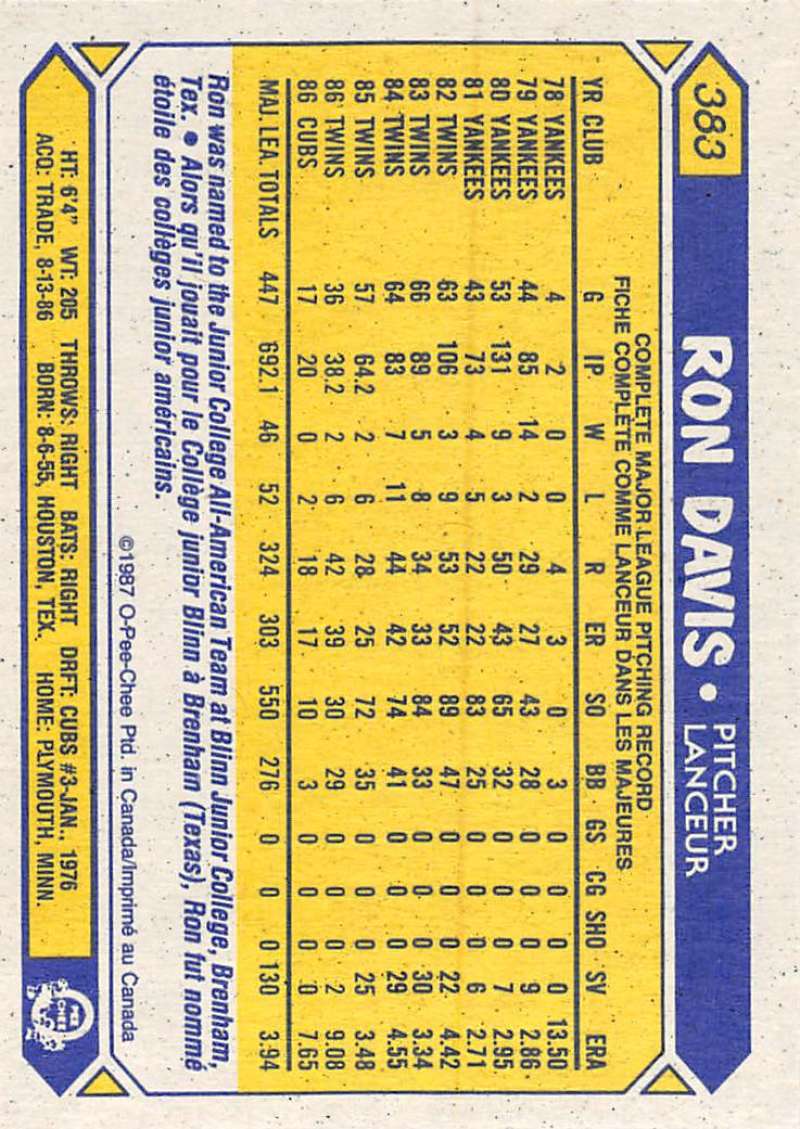 383 RON DAVIS • PITCHER
LANCEUR
COMPLETE MAJOR LEAGUE PITCHING RECORD
FICHE COMPLÈTE COMME LANCEUR DANS LES MAJEURES
YR CLUB G IP W L R ER SO BB GS CG SHO SV ERA
78 YANKEES 4 2 0 0 4 3 0 3 0 0 0 0 13.50
79 YANKEES 44 85 14 2 29 27 43 28 0 0 0 9 2.86
80 YANKEES 53 131 9 3 50 43 65 32 0 0 0 7 2.95
81 YANKEES 43 73 4 5 22 22 83 25 0 0 0 6 2.71
82 TWINS 63 106 3 9 53 52 89 47 0 0 0 22 4.42
83 TWINS 66 89 5 8 34 33 84 33 0 0 0 30 3.34
84 TWINS 64 83 7 11 44 42 74 41 0 0 0 29 4.55
85 TWINS 57 64.2 2 6 28 25 72 35 0 0 0 25 3.48
86 TWINS 36 38.2 2 6 42 39 30 29 0 0 0 2 9.08
86 CUBS 17 20 0 2 18 17 10 3 0 0 0 0 7.65
MAJ. LEA. TOTALS 447 692.1 46 52 324 303 550 276 0 0 0 130 3.94
Ron was named to the Junior College All-American Team at Blinn Junior College, Brenham,
Tex. • Alors qu'il jouait pour le Collège junior Blinn à Brenham (Texas), Ron fut nommé
étoile des collèges junior américains.
©1987 O-Pee-Chee Ptd. in Canada/Imprimé au Canada
HT: 6'4" WT: 205 THROWS: RIGHT BATS: RIGHT DRFT: CUBS #3-JAN., 1976
ACQ: TRADE, 8-13-86 BORN: 8-6-55, HOUSTON, TEX. HOME: PLYMOUTH, MINN.
O
PEE
CHEE